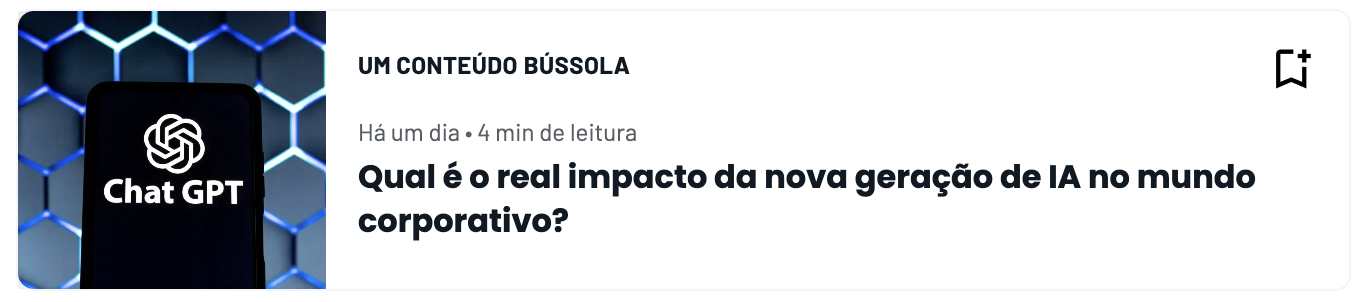 Chat GPT
UM CONTEÚDO BÚSSOLA
Há um dia • 4 min de leitura
Qual é o real impacto da nova geração de IA no mundo
corporativo?